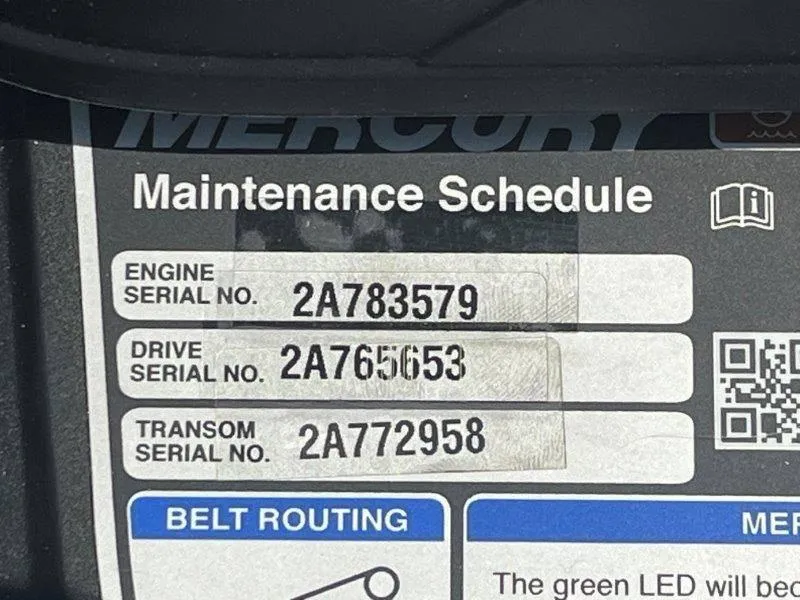 MERCURY
Maintenance Schedule
ENGINE
SERIAL NO. 2A783579
DRIVE
SERIAL NO. 2A765653
TRANSOM
SERIAL NO. 2A772958
BELT ROUTING
MER
The green LED will bec